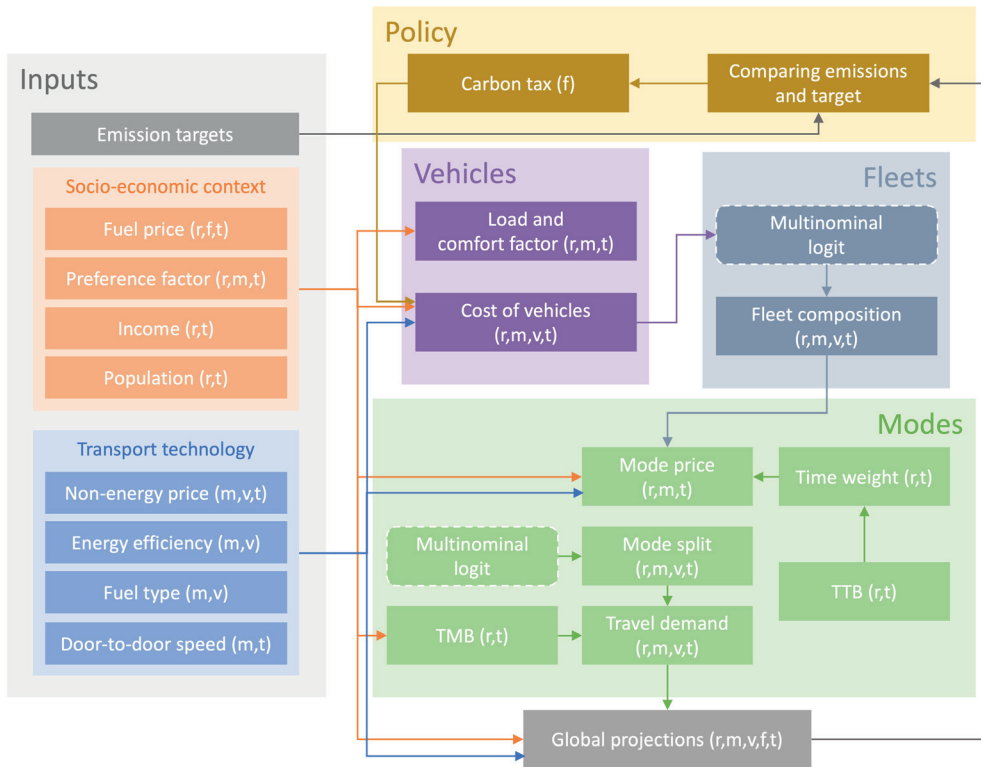 Policy
Carbon tax (f)
Comparing emissions
and target
Inputs
Emission targets
Socio-economic context
Fuel price (r,f,t)
Preference factor (r,m,t)
Income (r,t)
Population (r,t)
Transport technology
Non-energy price (m,v,t)
Energy efficiency (m,v)
Fuel type (m,v)
Door-to-door speed (m,t)
Vehicles
Load and
comfort factor (r,m,t)
Cost of vehicles
(r,m,v,t)
Fleets
Multinominal
logit
Fleet composition
(r,m,v,t)
Modes
Mode price
(r,m,t)
Time weight (r,t)
Multinominal
logit
Mode split
(r,m,v,t)
TTB (r,t)
TMB (r,t)
Travel demand
(r,m,v,t)
Global projections (r,m,v,f,t)